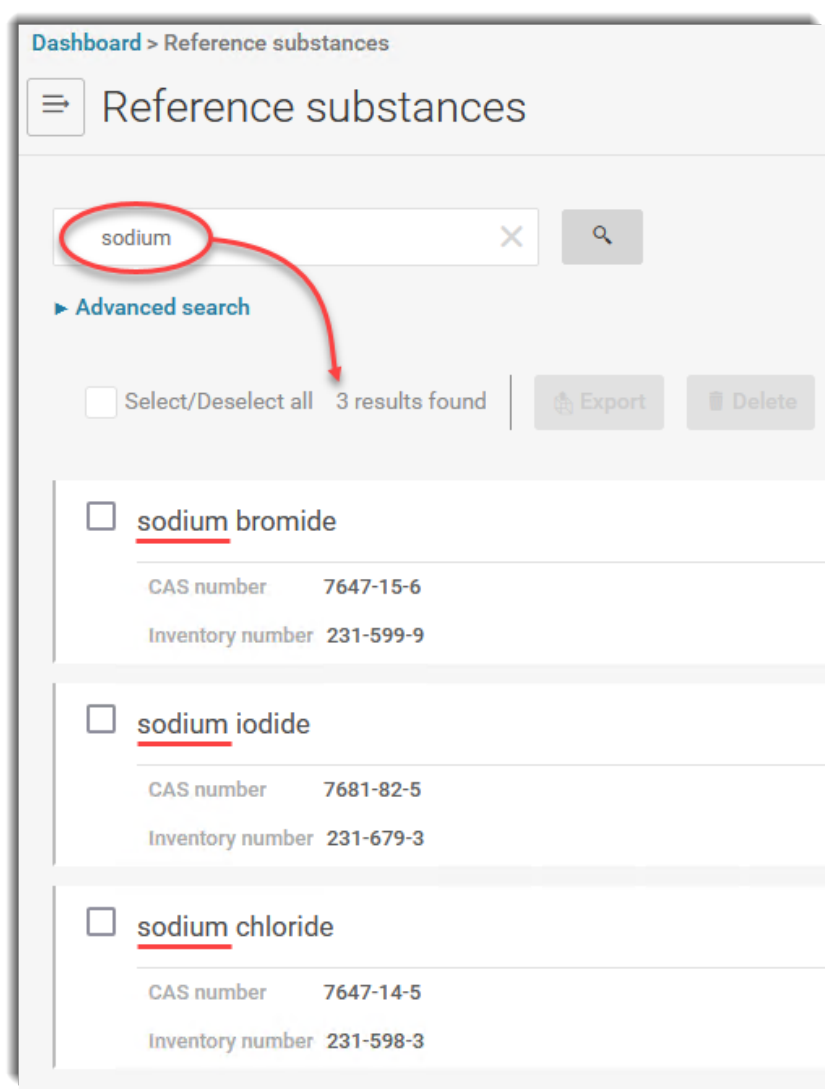 Dashboard > Reference substances
Reference substances
sodium
Advanced search
Select/Deselect all 3 results found Export Delete
sodium bromide
CAS number 7647-15-6
Inventory number 231-599-9
sodium iodide
CAS number 7681-82-5
Inventory number 231-679-3
sodium chloride
CAS number 7647-14-5
Inventory number 231-598-3